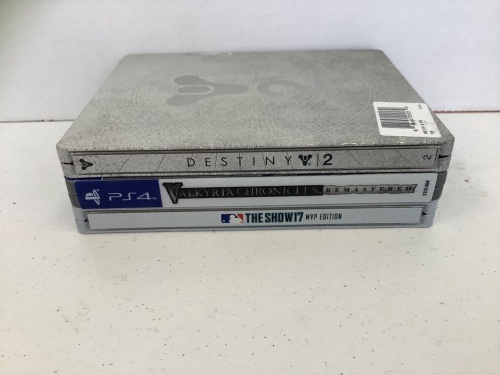 DESTINY 2 2
PS4 VALKYRIA CHRONICLES REMASTERED
THE SHOW 17 MVP EDITION